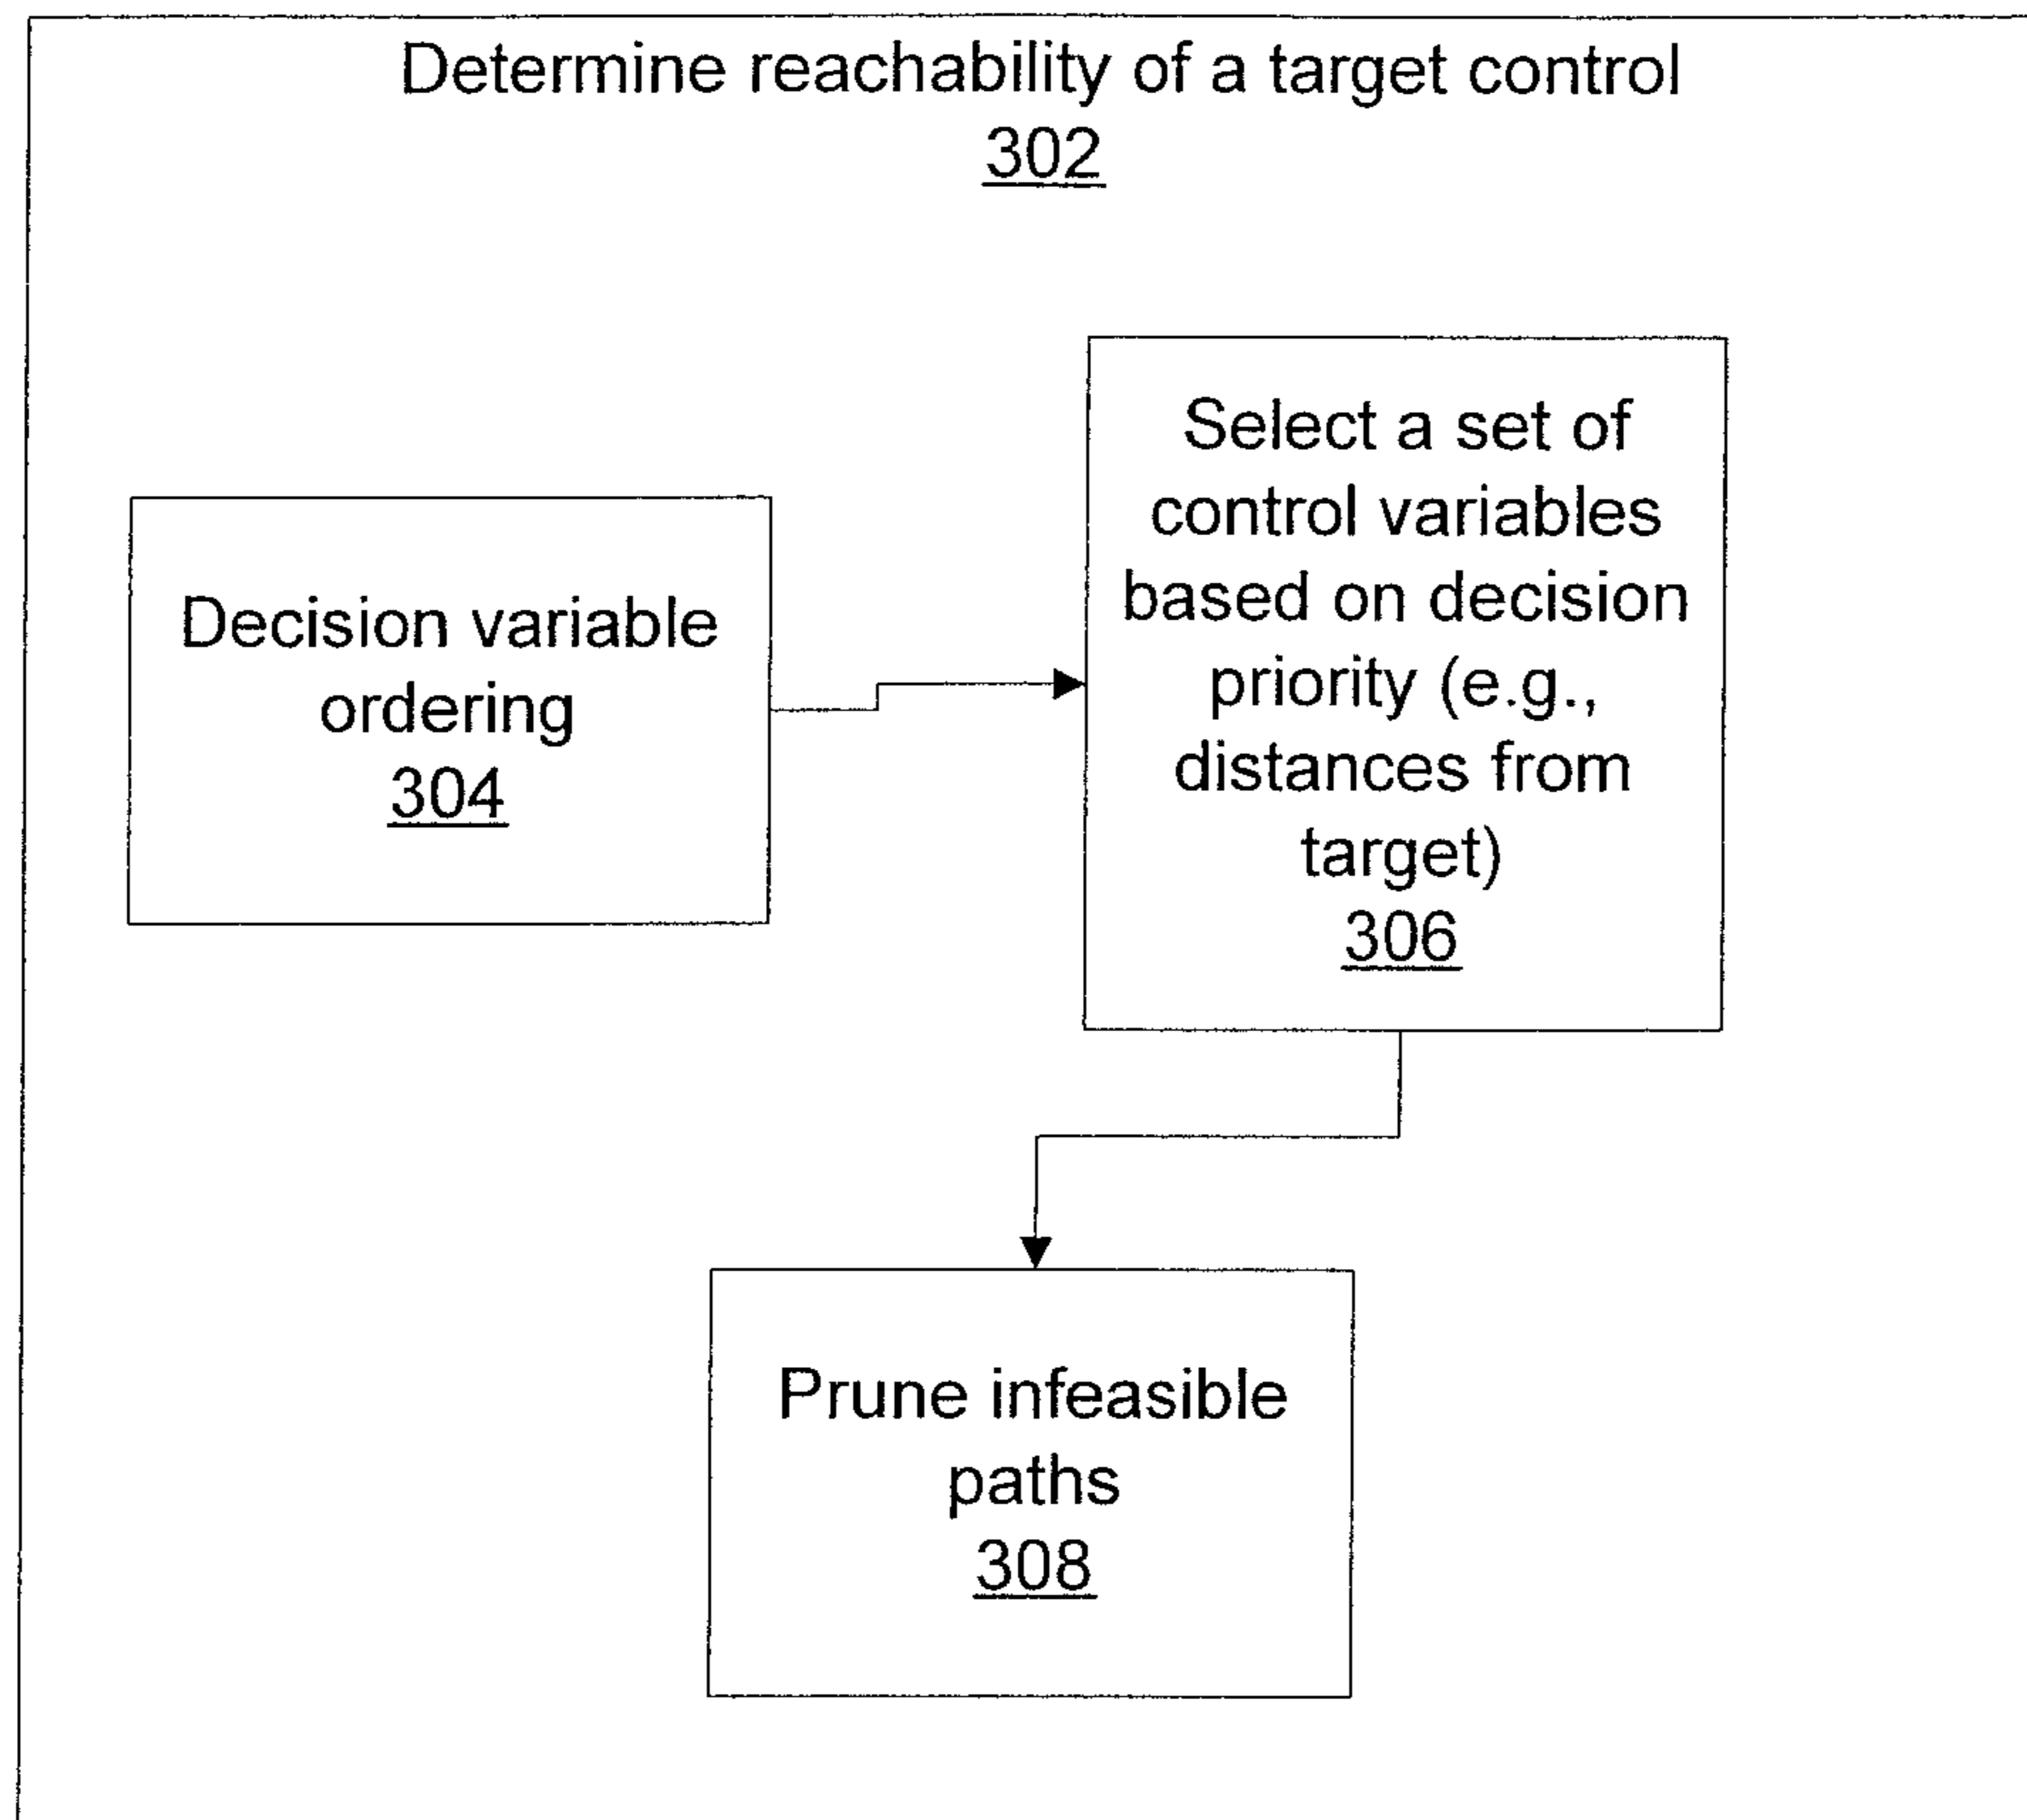 Determine reachability of a target control
302
Decision variable
ordering
304
Select a set of
control variables
based on decision
priority (e.g.,
distances from
target)
306
Prune infeasible
paths
308